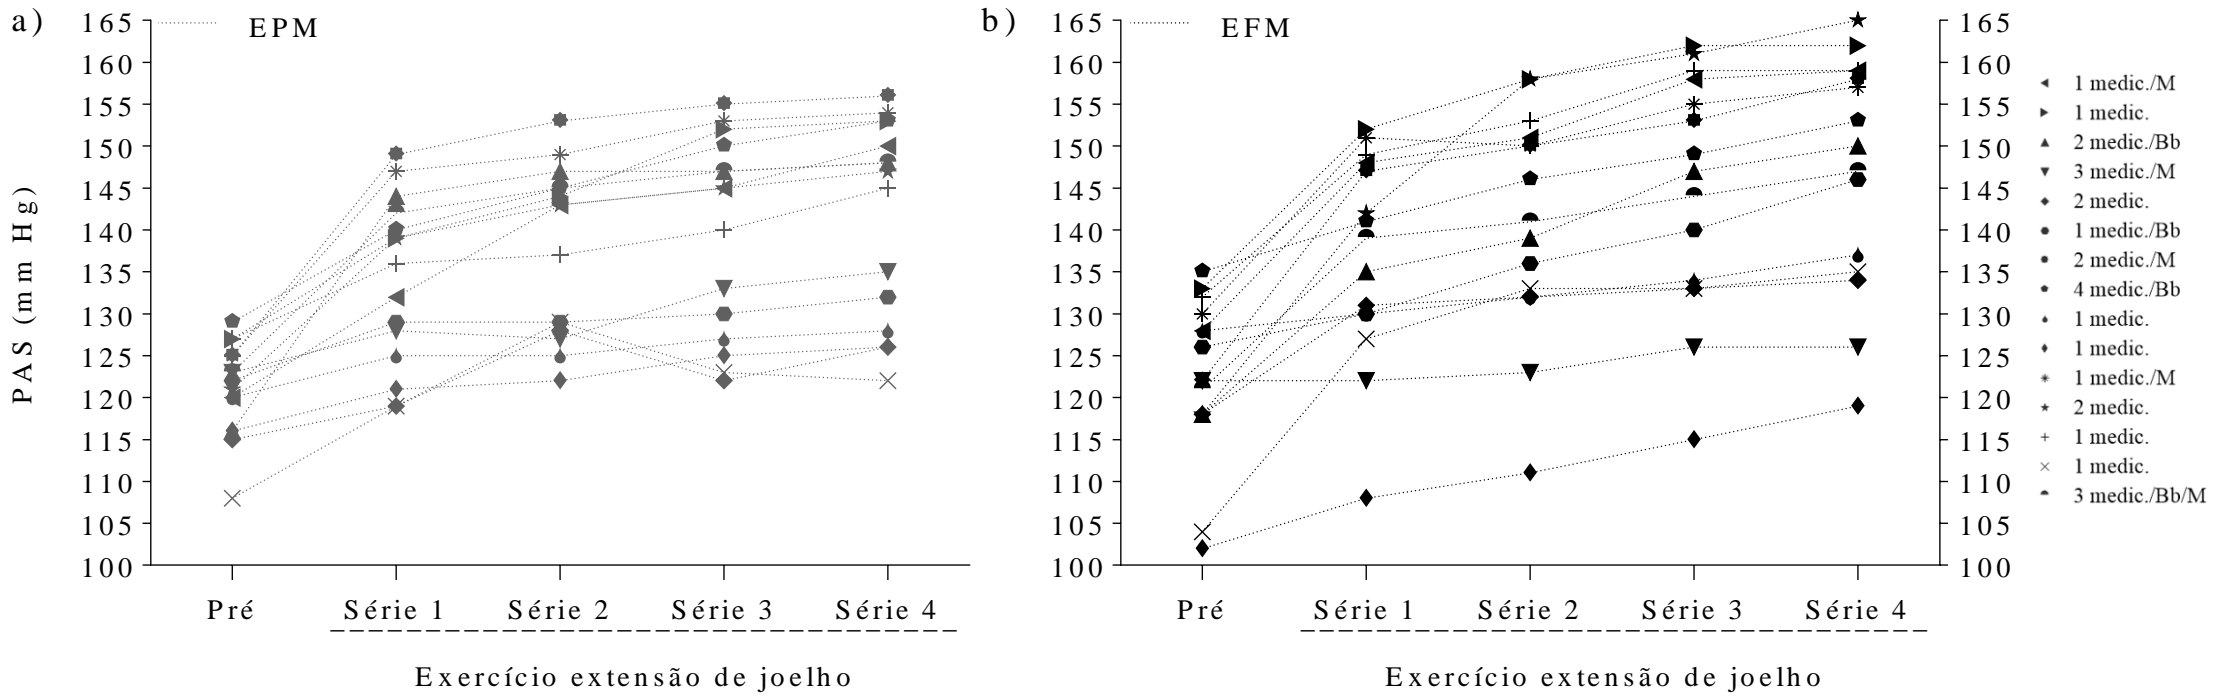 a)
EPM
PAS (mm Hg)
165
160
155
150
145
140
135
130
125
120
115
110
105
100
Pré Série 1 Série 2 Série 3 Série 4
Exercício extensão de joelho
b)
EFM
165
160
155
150
145
140
135
130
125
120
115
110
105
100
Pré Série 1 Série 2 Série 3 Série 4
Exercício extensão de joelho
165
160
155
150
145
140
135
130
125
120
115
110
105
100
1 medic./M
1 medic.
2 medic./Bb
3 medic./M
2 medic.
1 medic./Bb
2 medic./M
4 medic./Bb
1 medic.
1 medic.
1 medic./M
2 medic.
1 medic.
1 medic.
3 medic./Bb/M